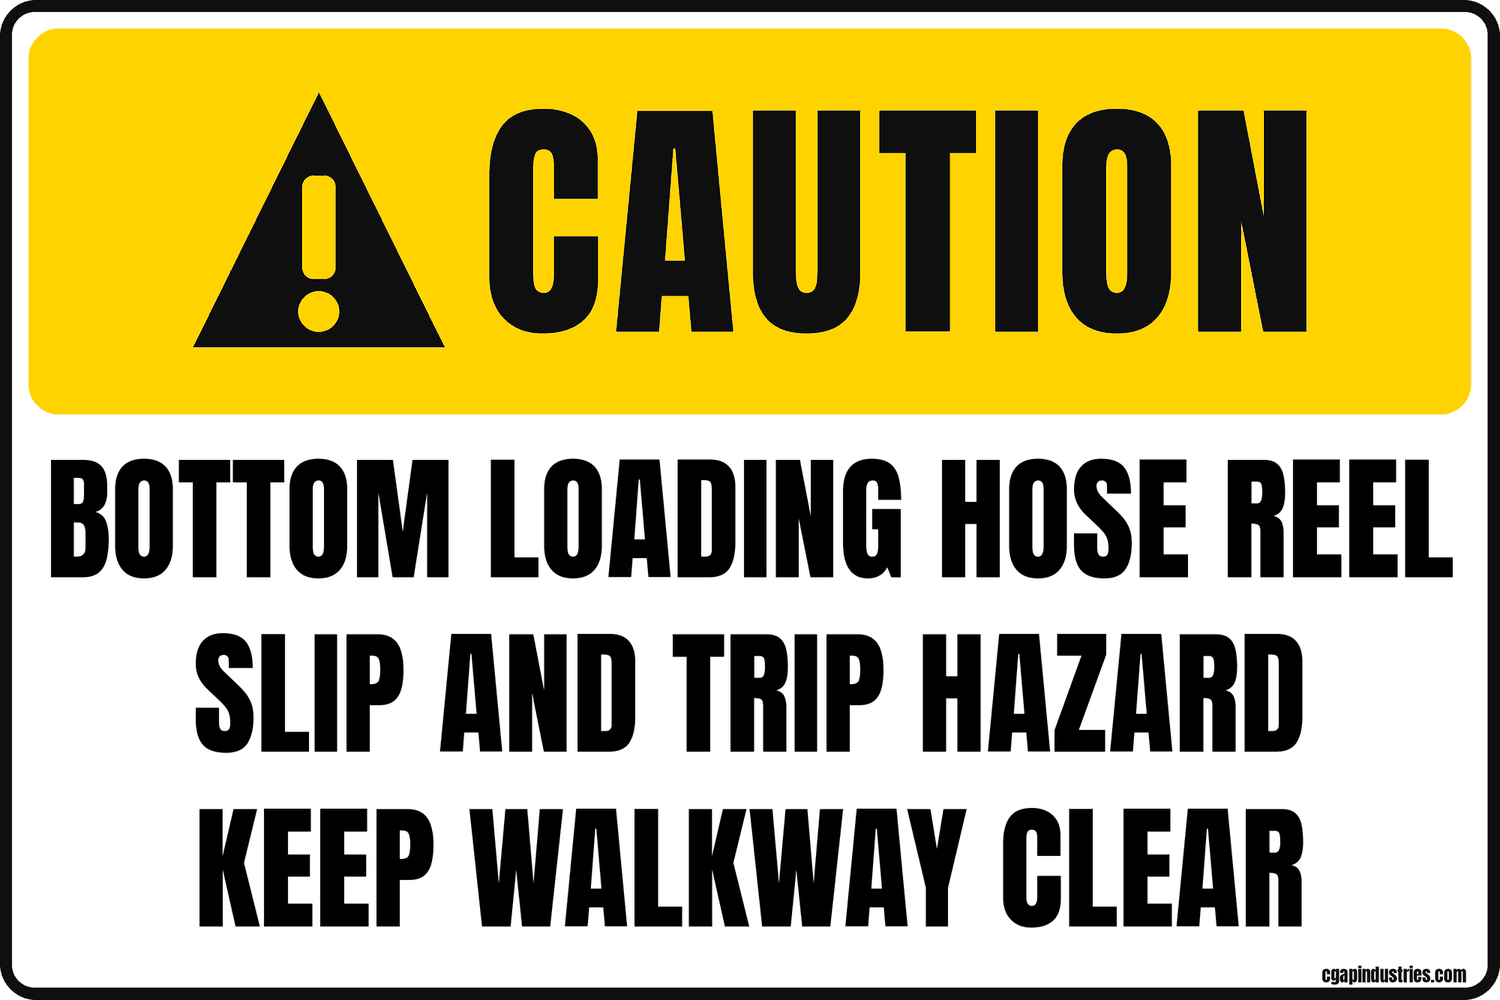 CAUTION
BOTTOM LOADING HOSE REEL
SLIP AND TRIP HAZARD
KEEP WALKWAY CLEAR
cgapindustries.com